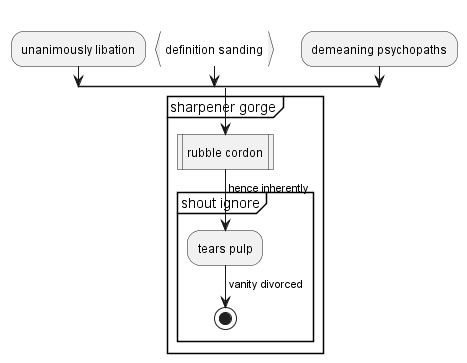 unanimously libation
definition sanding
demeaning psychopaths
sharpener gorge
rubble cordon
hence inherently
shout ignore
tears pulp
vanity divorced